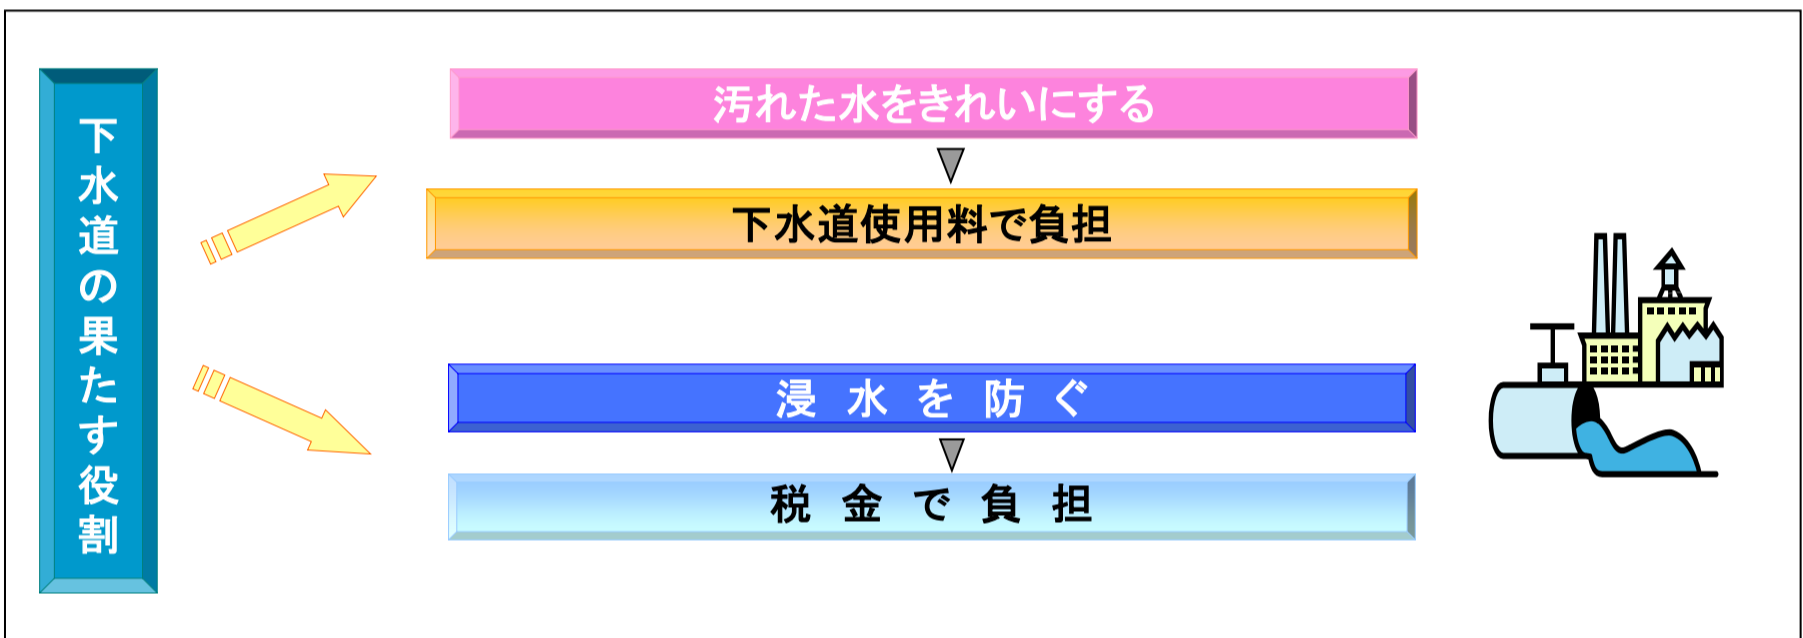 下水道の果たす役割
汚れた水をきれいにする
下水道使用料で負担
浸水を防ぐ
税金で負担